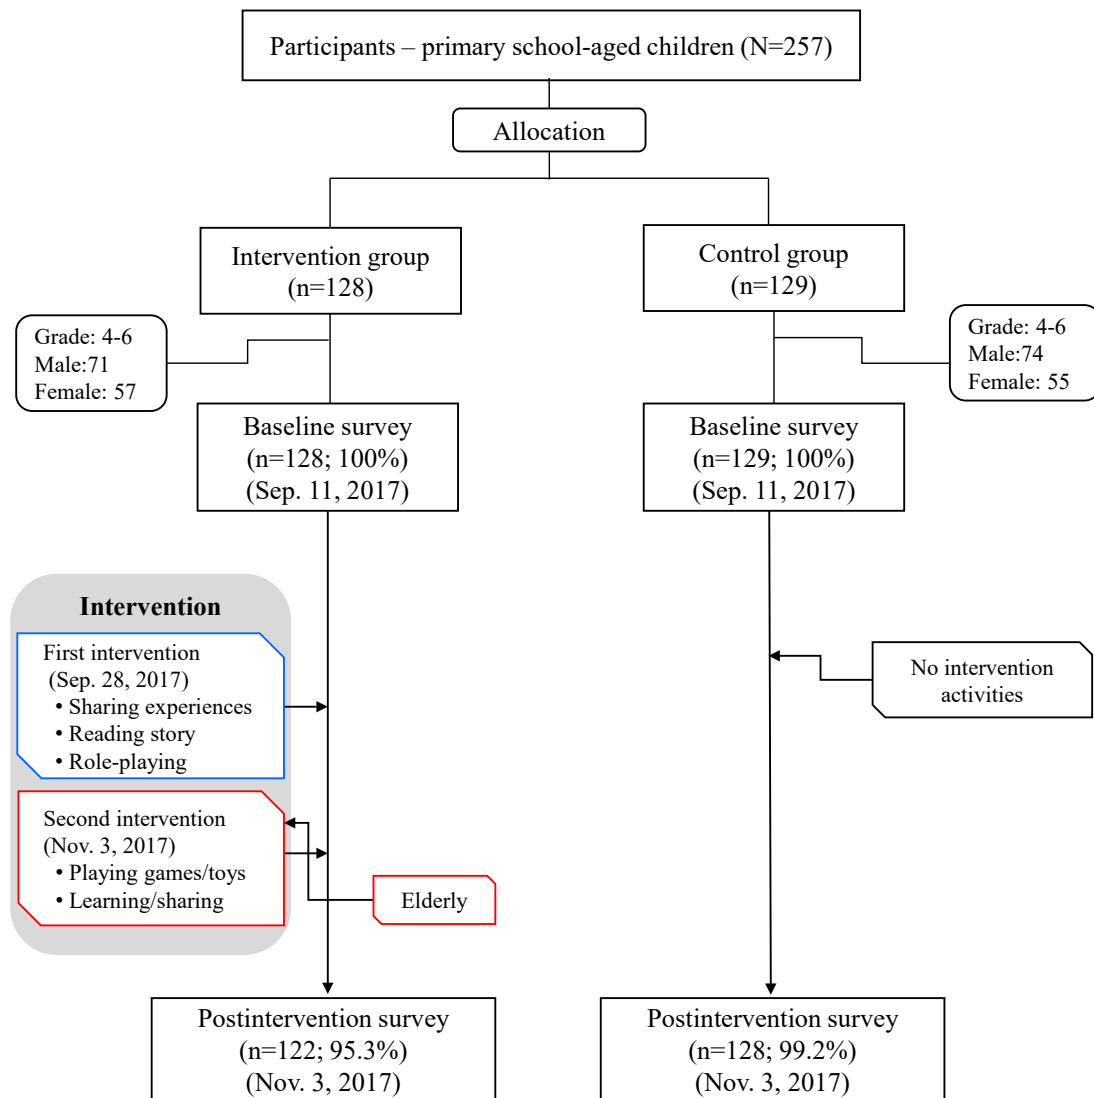 Participants – primary school-aged children (N=257)
Allocation
Intervention group
(n=128)
Control group
(n=129)
Grade: 4-6
Male:71
Female: 57
Grade: 4-6
Male:74
Female: 55
Baseline survey
(n=128; 100%)
(Sep. 11, 2017)
Baseline survey
(n=129; 100%)
(Sep. 11, 2017)
Intervention
First intervention
(Sep. 28, 2017)
• Sharing experiences
• Reading story
• Role-playing
No intervention
activities
Second intervention
(Nov. 3, 2017)
• Playing games/toys
• Learning/sharing
Elderly
Postintervention survey
(n=122; 95.3%)
(Nov. 3, 2017)
Postintervention survey
(n=128; 99.2%)
(Nov. 3, 2017)